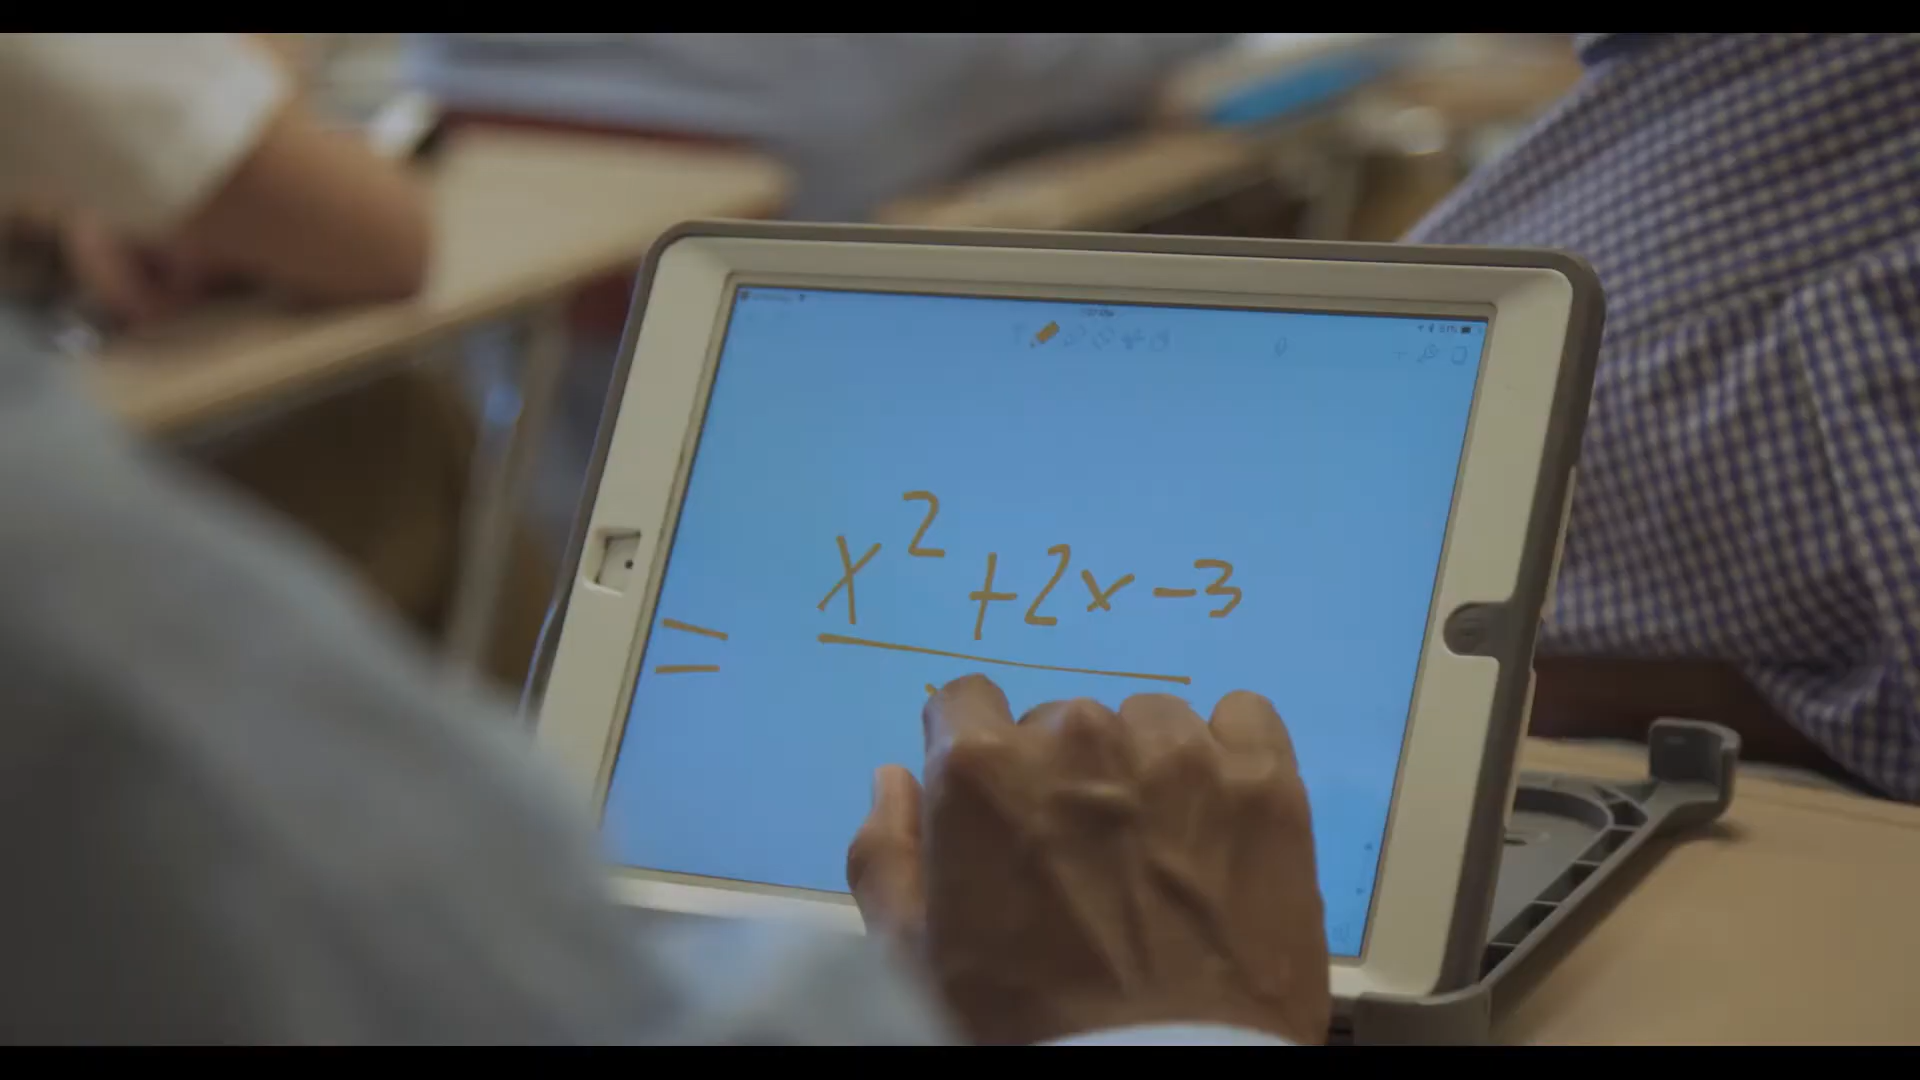 x² + 2x - 3
=